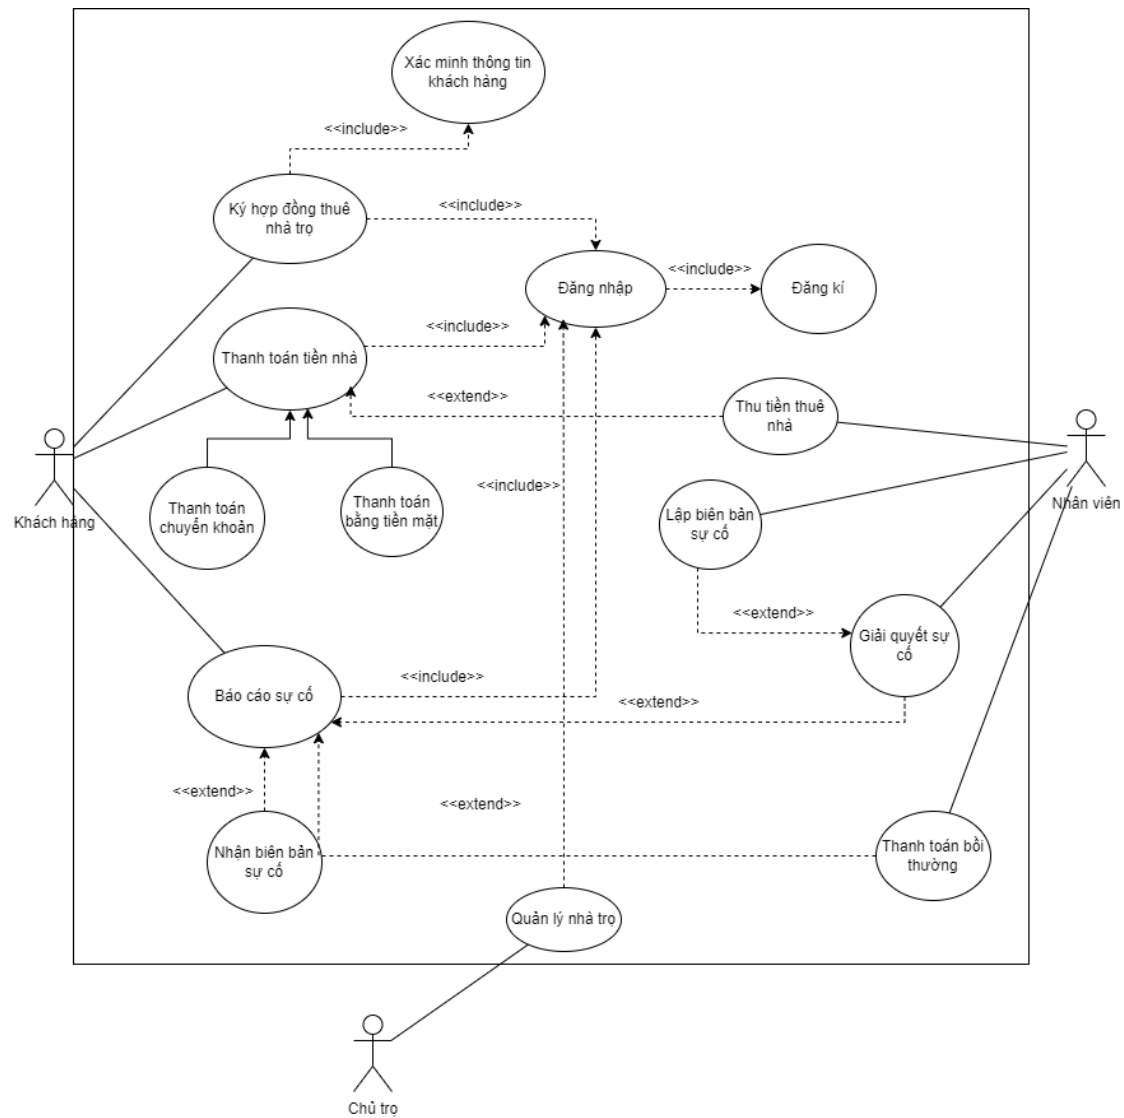 Xác minh thông tin
khách hàng
<<include>>
Ký hợp đồng thuê
nhà trọ
<<include>>
Đăng nhập
<<include>>
Đăng kí
<<include>>
Thanh toán tiền nhà
<<extend>>
Thu tiền thuê
nhà
Khách hàng
Thanh toán
chuyển khoản
Thanh toán
bằng tiền mặt
<<include>>
Lập biên bản
sự cố
Nhân viên
<<extend>>
Giải quyết sự
cố
Báo cáo sự cố
<<include>>
<<extend>>
<<extend>>
<<extend>>
Nhận biên bản
sự cố
Thanh toán bồi
thường
Quản lý nhà trọ
Chủ trọ